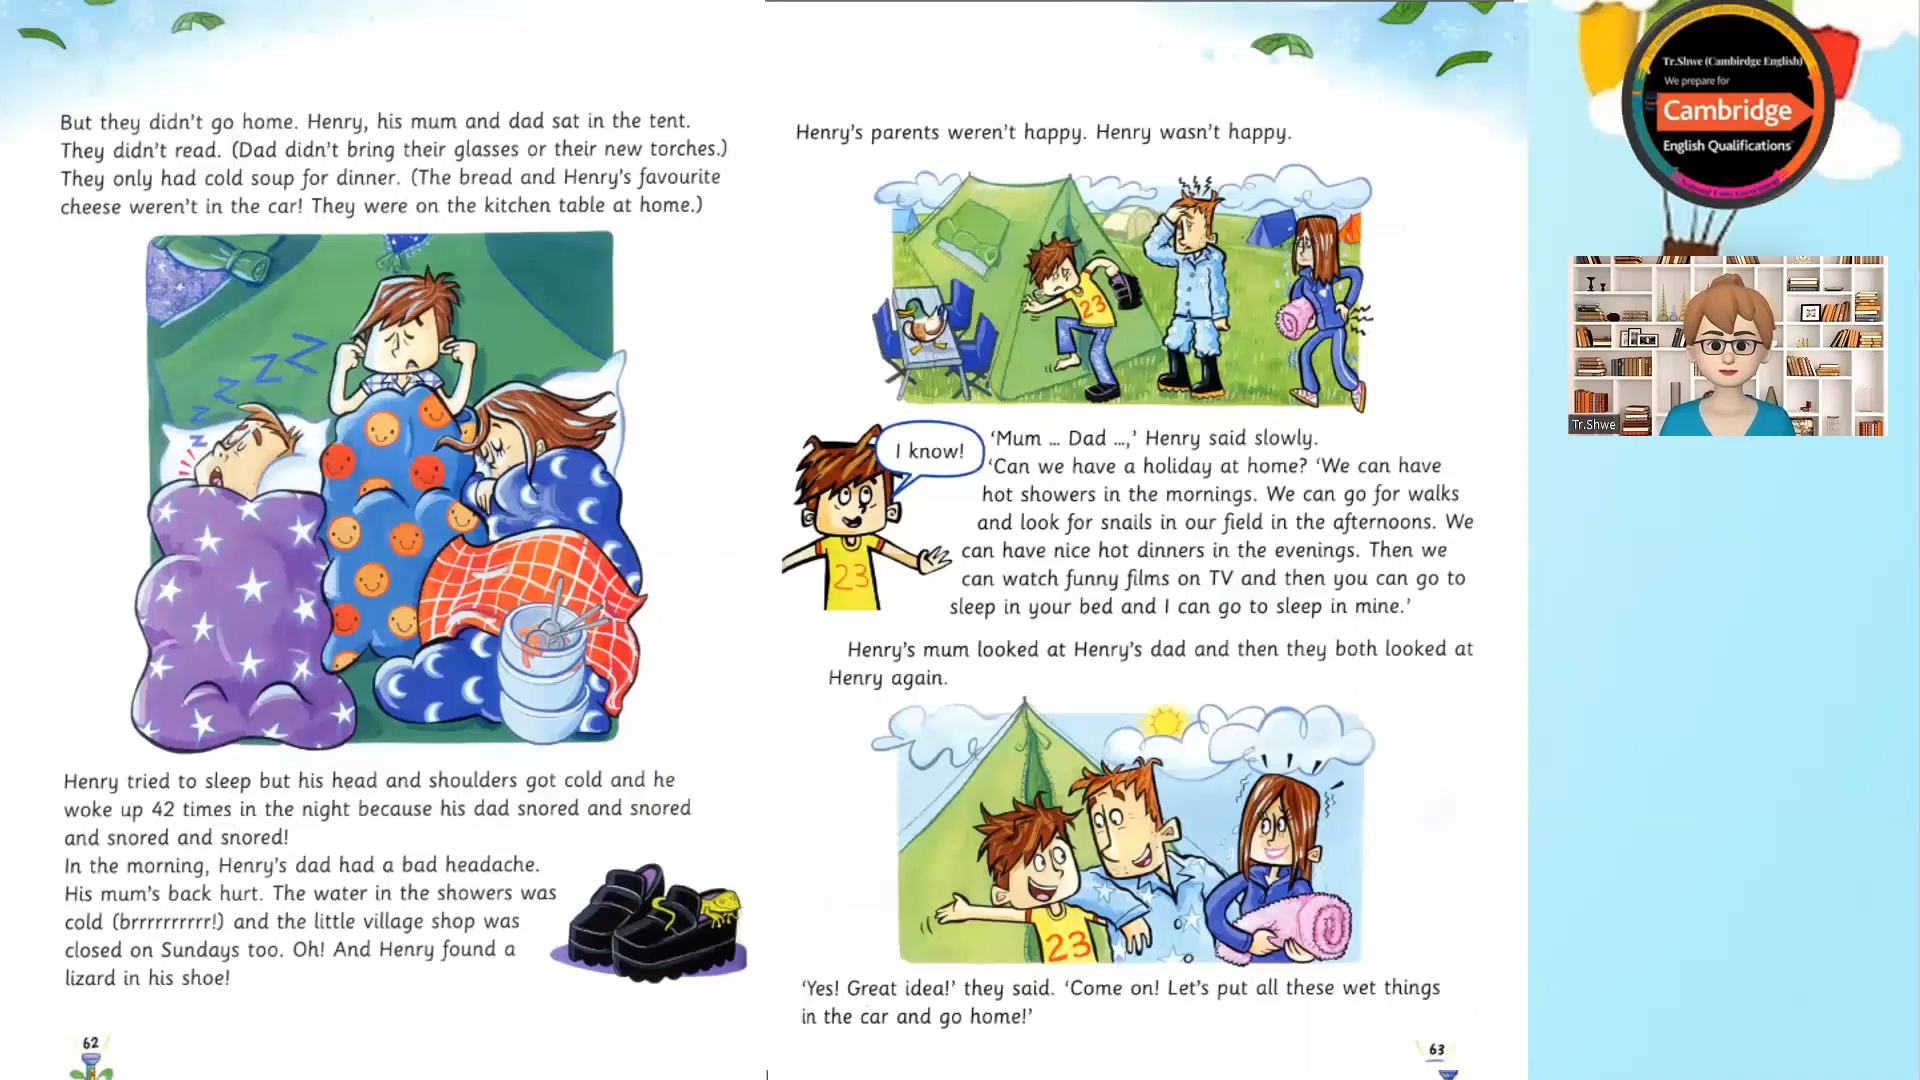 But they didn't go home. Henry, his mum and dad sat in the tent.
They didn't read. (Dad didn't bring their glasses or their new torches.)
They only had cold soup for dinner. (The bread and Henry's favourite
cheese weren't in the car! They were on the kitchen table at home.)
Z Z Z Z Z Z
Henry tried to sleep but his head and shoulders got cold and he
woke up 42 times in the night because his dad snored and snored
and snored and snored!
In the morning, Henry's dad had a bad headache.
His mum's back hurt. The water in the showers was
cold (brrrrrrrrrr!) and the little village shop was
closed on Sundays too. Oh! And Henry found a
lizard in his shoe!
62
Henry's parents weren't happy. Henry wasn't happy.
23
I know!
23
‘Mum ... Dad ...,’ Henry said slowly.
‘Can we have a holiday at home? ‘We can have
hot showers in the mornings. We can go for walks
and look for snails in our field in the afternoons. We
can have nice hot dinners in the evenings. Then we
can watch funny films on TV and then you can go to
sleep in your bed and I can go to sleep in mine.’
Henry's mum looked at Henry's dad and then they both looked at
Henry again.
23
‘Yes! Great idea!’ they said. ‘Come on! Let's put all these wet things
in the car and go home!’
63
Tr.Shwe (Cambirdge English)
We prepare for
Cambridge
English Qualifications
Tr.Shwe